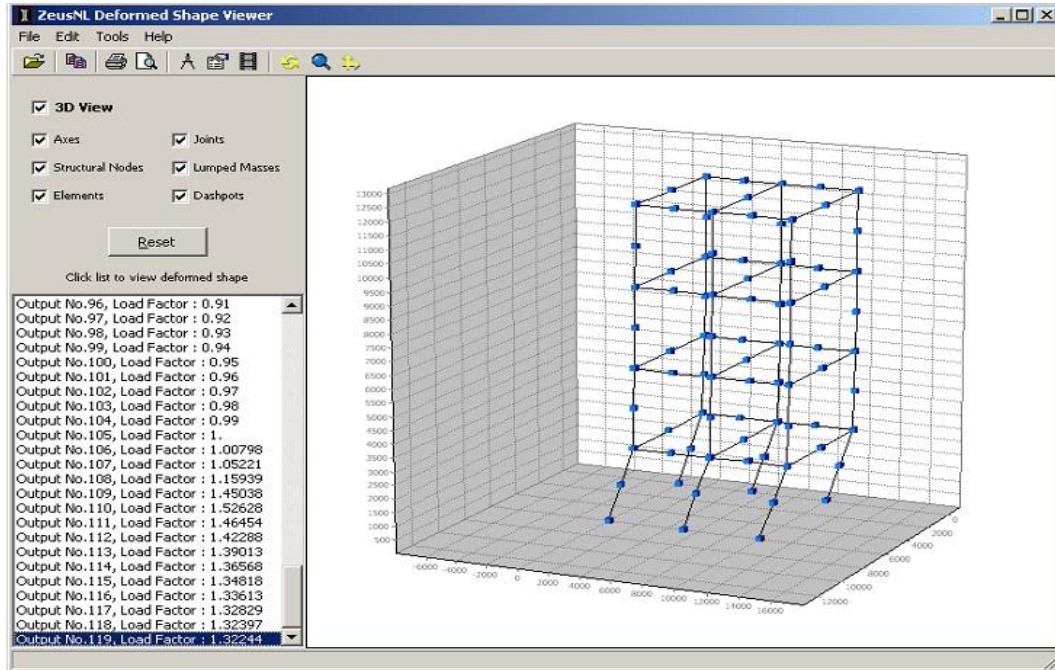 ZeusNL Deformed Shape Viewer
File Edit Tools Help
3D View
Axes
Joints
Structural Nodes
Lumped Masses
Elements
Dashpots
Reset
Click list to view deformed shape
Output No.96, Load Factor : 0.91
Output No.97, Load Factor : 0.92
Output No.98, Load Factor : 0.93
Output No.99, Load Factor : 0.94
Output No.100, Load Factor : 0.95
Output No.101, Load Factor : 0.96
Output No.102, Load Factor : 0.97
Output No.103, Load Factor : 0.98
Output No.104, Load Factor : 0.99
Output No.105, Load Factor : 1.
Output No.106, Load Factor : 1.00798
Output No.107, Load Factor : 1.05221
Output No.108, Load Factor : 1.15939
Output No.109, Load Factor : 1.45038
Output No.110, Load Factor : 1.52628
Output No.111, Load Factor : 1.46454
Output No.112, Load Factor : 1.42288
Output No.113, Load Factor : 1.39013
Output No.114, Load Factor : 1.36568
Output No.115, Load Factor : 1.34818
Output No.116, Load Factor : 1.33613
Output No.117, Load Factor : 1.32829
Output No.118, Load Factor : 1.32397
Output No.119, Load Factor : 1.32244
13000
12500
12000
11500
11000
10500
10000
9500
9000
8500
8000
7500
7000
6500
6000
5500
5000
4500
4000
3500
3000
2500
2000
1500
1000
500
-6000 -4000 -2000 0 2000 4000 6000 8000 10000 12000 14000 16000
0
2000
4000
6000
8000
10000
12000